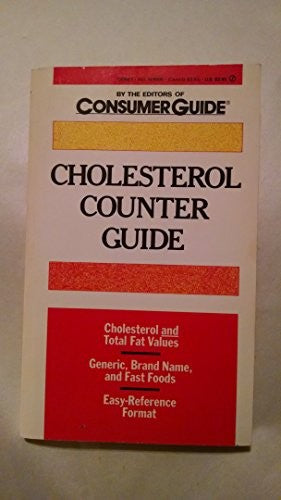 BY THE EDITORS OF
CONSUMER GUIDE®
CHOLESTEROL
COUNTER
GUIDE
Cholesterol and
Total Fat Values
Generic, Brand Name,
and Fast Foods
Easy-Reference
Format